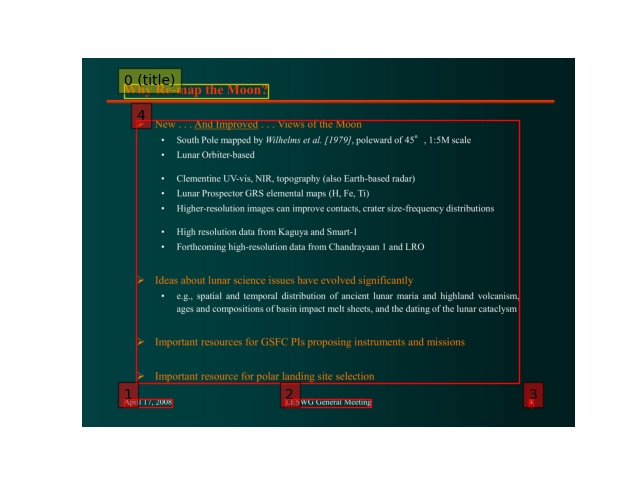 0 (title)
Why Re-map the Moon?
4
New . . . And Improved . . . Views of the Moon
• South Pole mapped by Wilhelms et al. [1979], poleward of 45° , 1:5M scale
• Lunar Orbiter-based
• Clementine UV-vis, NIR, topography (also Earth-based radar)
• Lunar Prospector GRS elemental maps (H, Fe, Ti)
• Higher-resolution images can improve contacts, crater size-frequency distributions
• High resolution data from Kaguya and Smart-1
• Forthcoming high-resolution data from Chandrayaan 1 and LRO
➢ Ideas about lunar science issues have evolved significantly
• e.g., spatial and temporal distribution of ancient lunar maria and highland volcanism,
ages and compositions of basin impact melt sheets, and the dating of the lunar cataclysm
➢ Important resources for GSFC PIs proposing instruments and missions
➢ Important resource for polar landing site selection
1 2 3
April 17, 2008 General Meeting